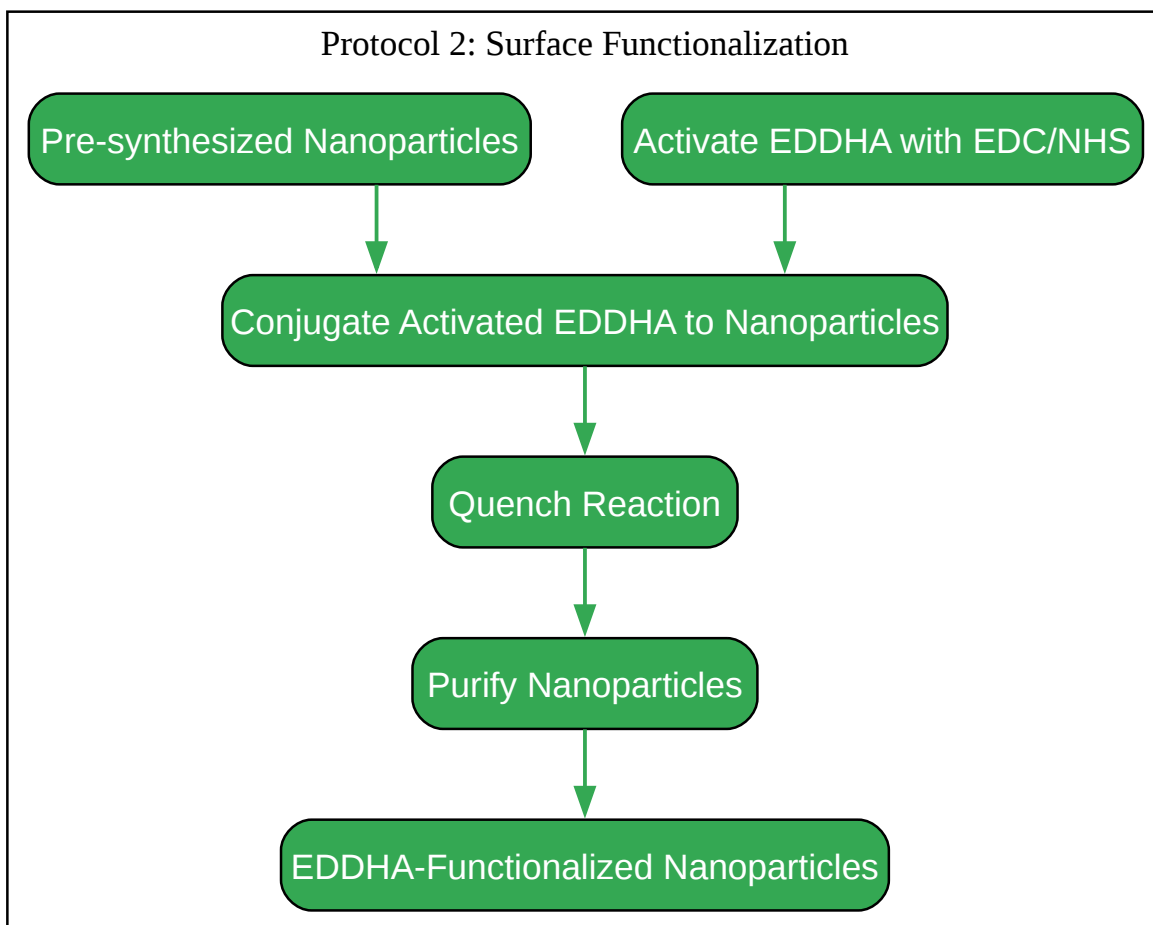 Protocol 2: Surface Functionalization
Pre-synthesized Nanoparticles
Activate EDDHA with EDC/NHS
Conjugate Activated EDDHA to Nanoparticles
Quench Reaction
Purify Nanoparticles
EDDHA-Functionalized Nanoparticles